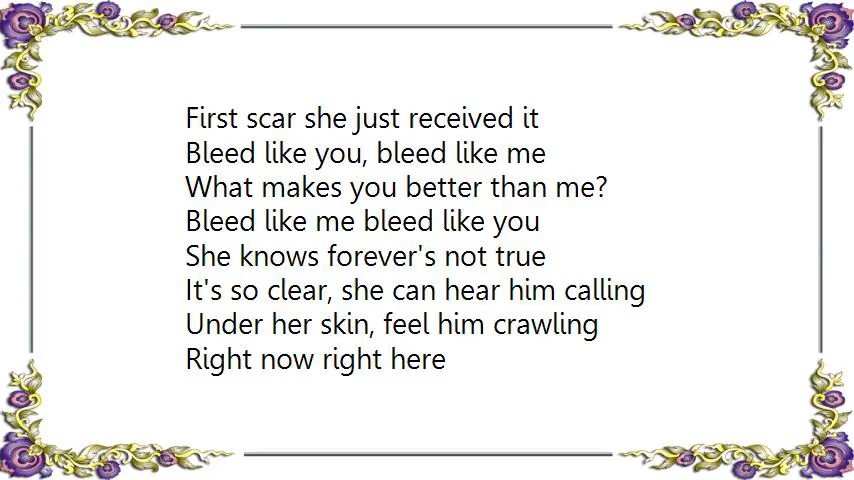 First scar she just received it
Bleed like you, bleed like me
What makes you better than me?
Bleed like me bleed like you
She knows forever's not true
It's so clear, she can hear him calling
Under her skin, feel him crawling
Right now right here